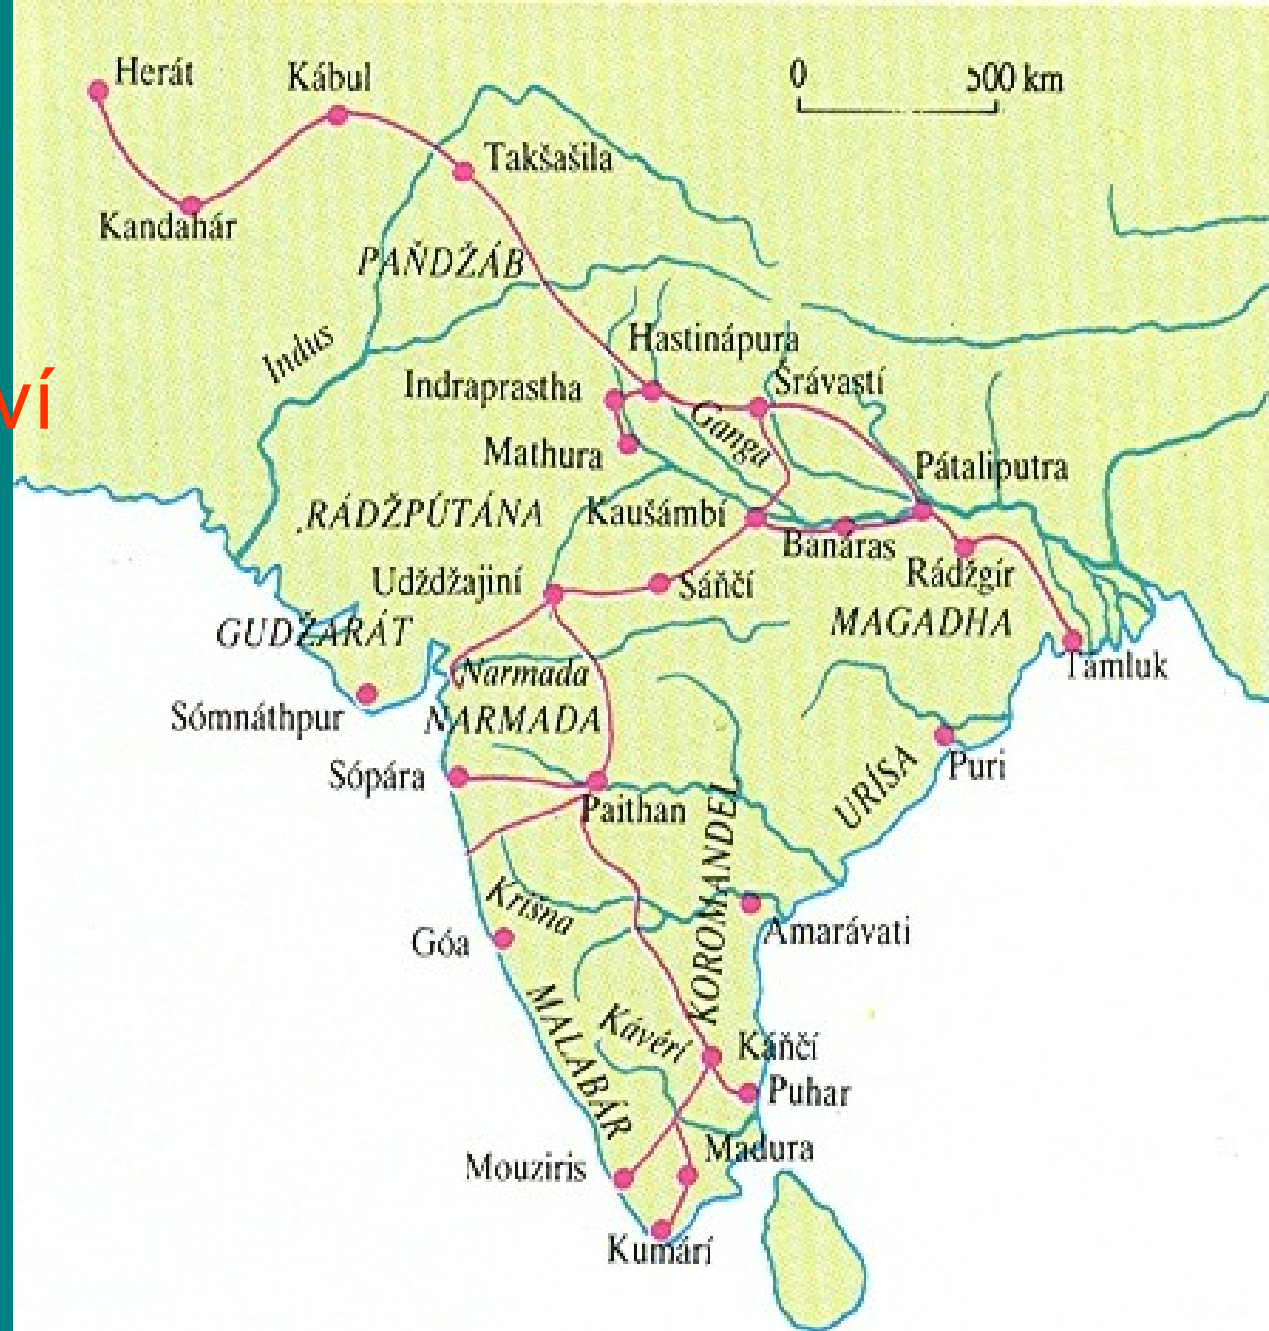 Herát
Kábul
0 500 km
Takšašila
Kandahár
PAŇDŽÁB
Indus
Hastinápura
Indraprastha
Šrávastí
ví
Ganga
Mathura
Pátaliputra
RÁDŽPÚTÁNA
Kaušámbí
Banáras
Udždžajiní
Sáňčí
Rádžgír
GUDŽARÁT
MAGADHA
Támluk
Narmada
Sómnáthpur
NARMADA
Sópára
Puri
URÍSA
Paithan
KOROMANDEL
Krišna
Góa
Amarávati
MALABÁR
Kávéri
Káňčí
Puhar
Madura
Mouziris
Kumárí